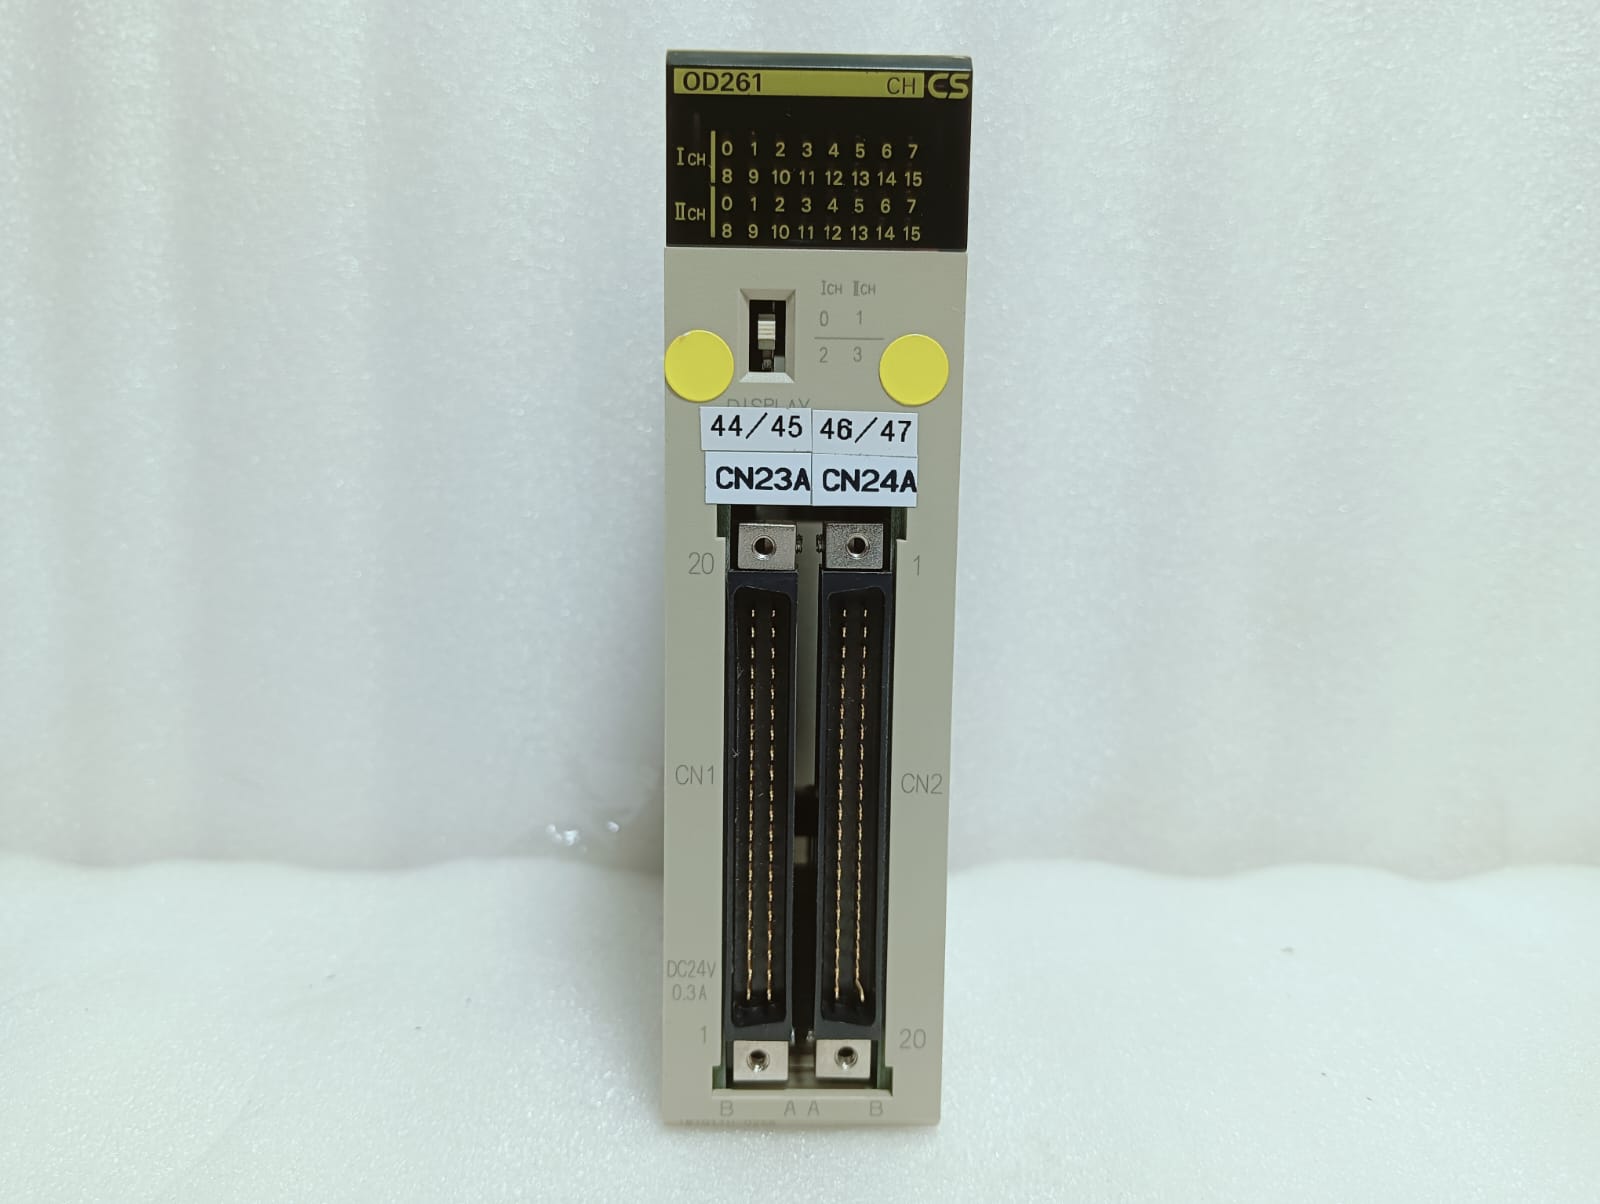 OD261 CH CS
I CH 0 1 2 3 4 5 6 7
8 9 10 11 12 13 14 15
II CH 0 1 2 3 4 5 6 7
8 9 10 11 12 13 14 15
I CH II CH
0 1
2 3
DISPLAY
44/45 46/47
CN23A CN24A
20 1
CN1 CN2
DC24V
0.3A
1 20
B A A B